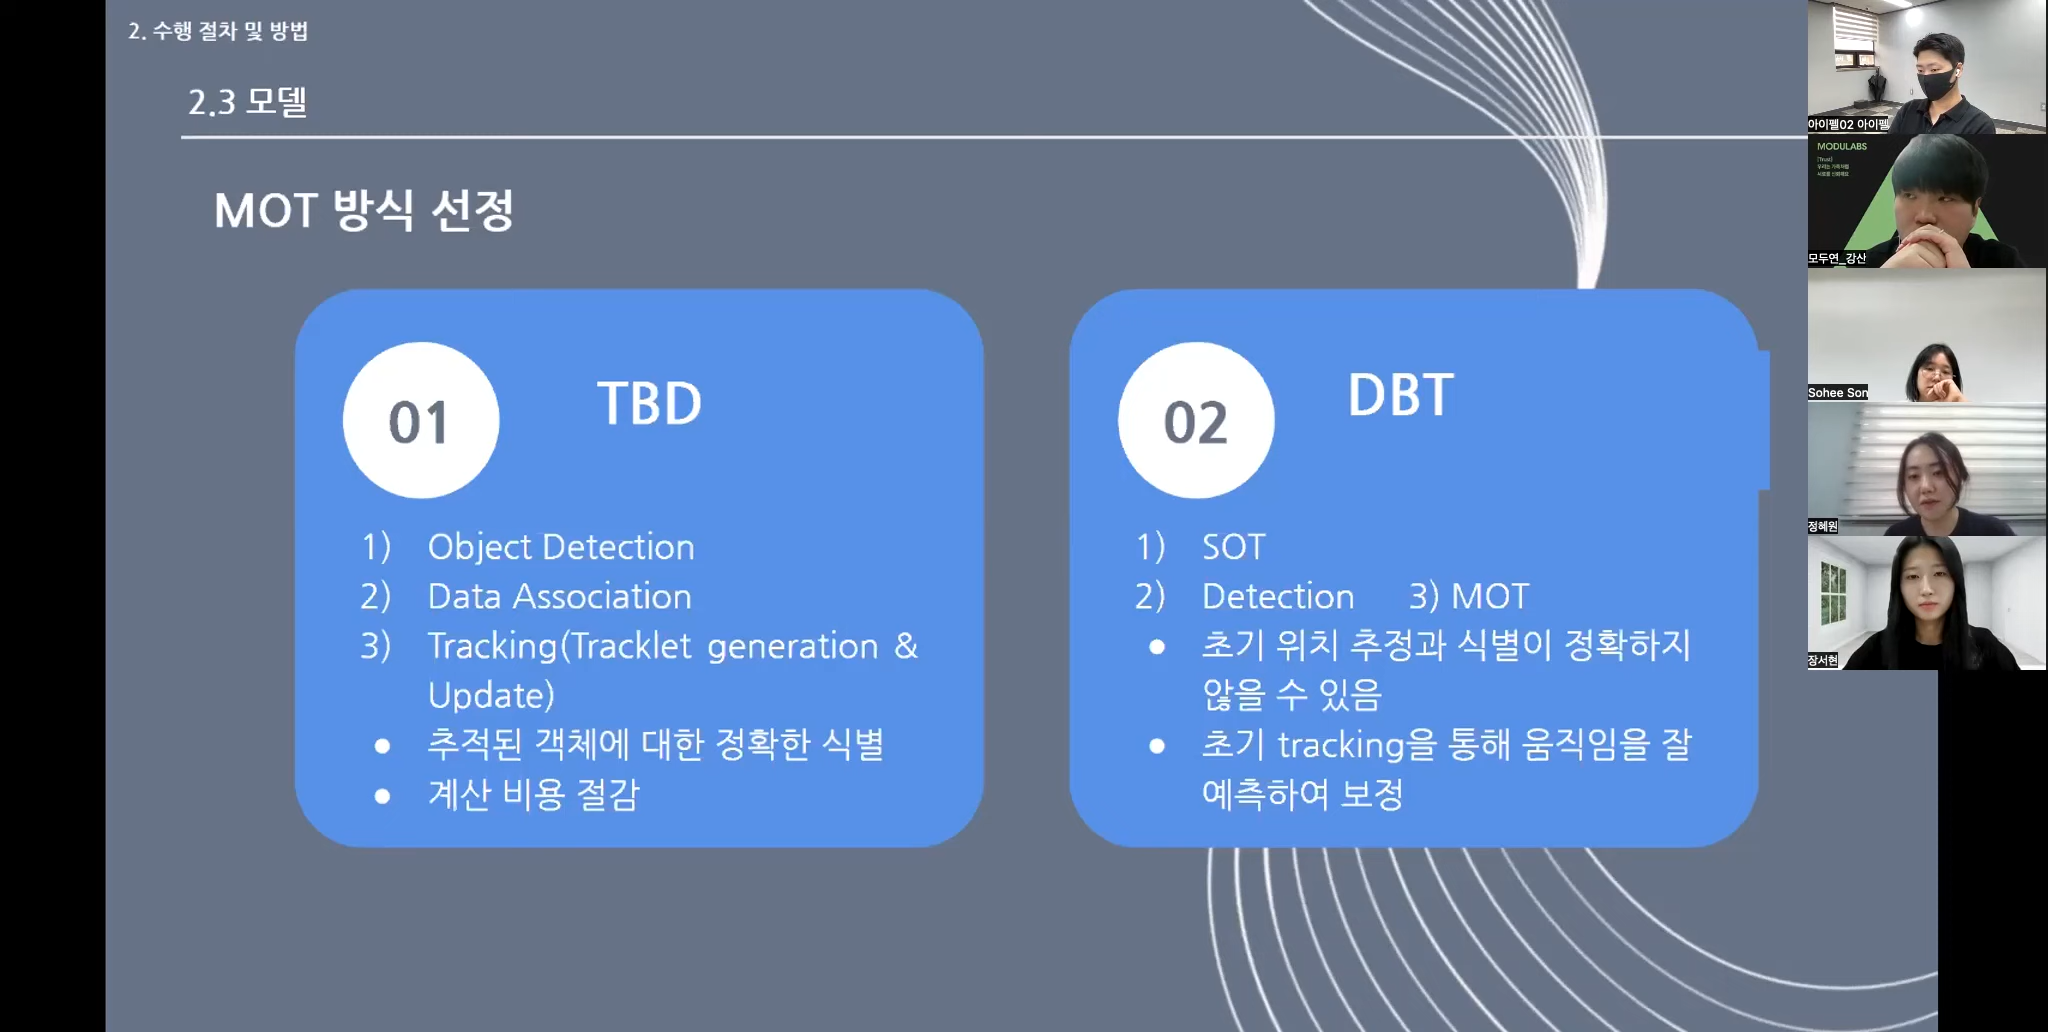 2. 수행 절차 및 방법
2.3 모델
MOT 방식 선정
01
TBD
1) Object Detection
2) Data Association
3) Tracking(Tracklet generation &
Update)
● 추적된 객체에 대한 정확한 식별
● 계산 비용 절감
02
DBT
1) SOT
2) Detection 3) MOT
● 초기 위치 추정과 식별이 정확하지
않을 수 있음
● 초기 tracking을 통해 움직임을 잘
예측하여 보정
아이펠02 아이펠
MODULABS
[Trust]
모두연_강산
Sohee Son
정혜원
장서현